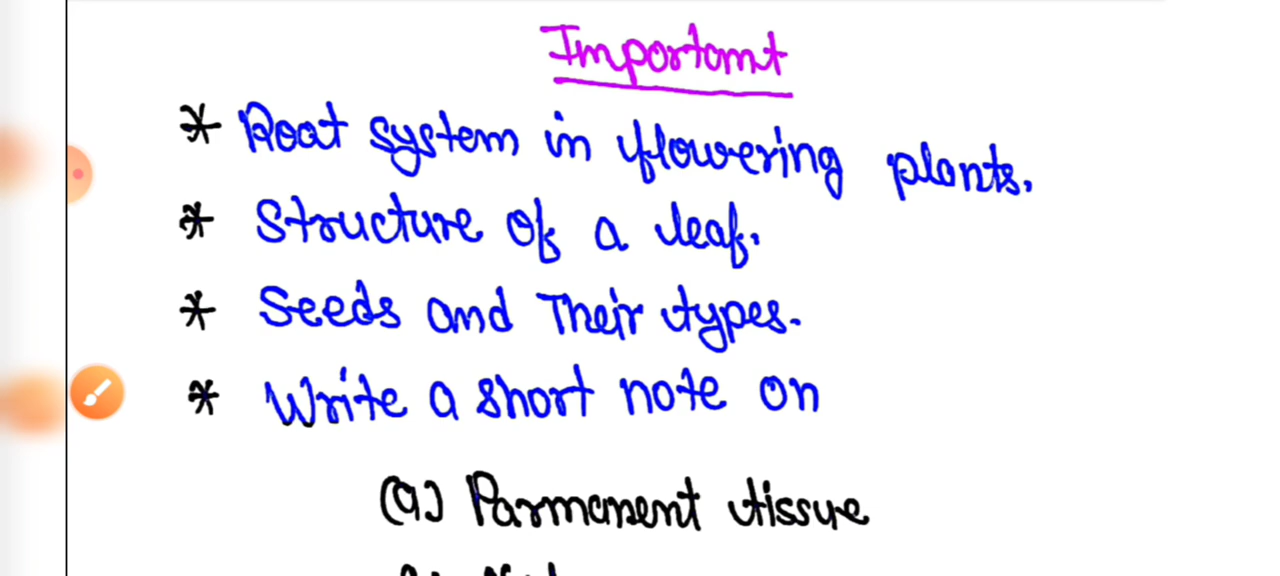 Important
* Root system in flowering plants.
* Structure of a leaf.
* Seeds and Their types.
* Write a short note on
(a) Parmanent tissue